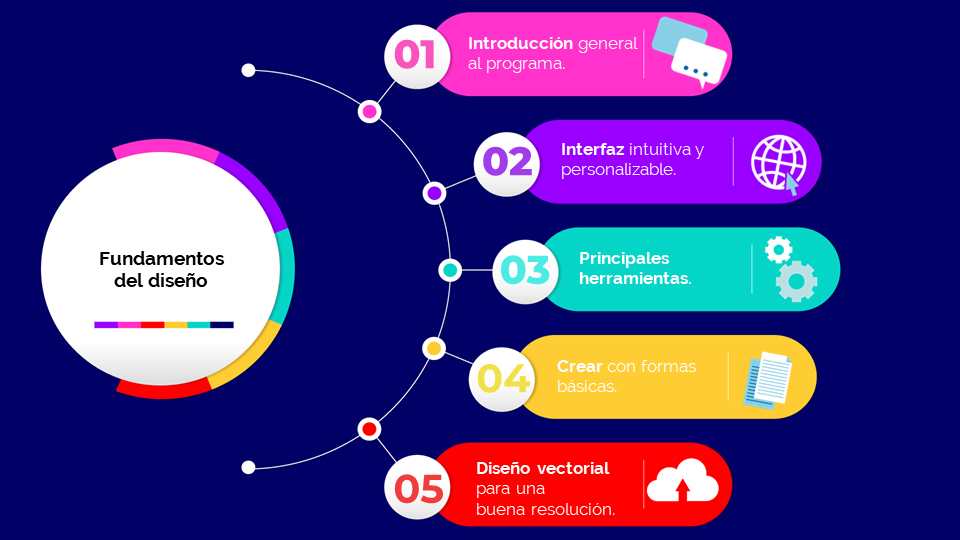 Fundamentos
del diseño
01
Introducción general
al programa.
02
Interfaz intuitiva y
personalizable.
03
Principales
herramientas.
04
Crear con formas
básicas.
05
Diseño vectorial
para una
buena resolución.